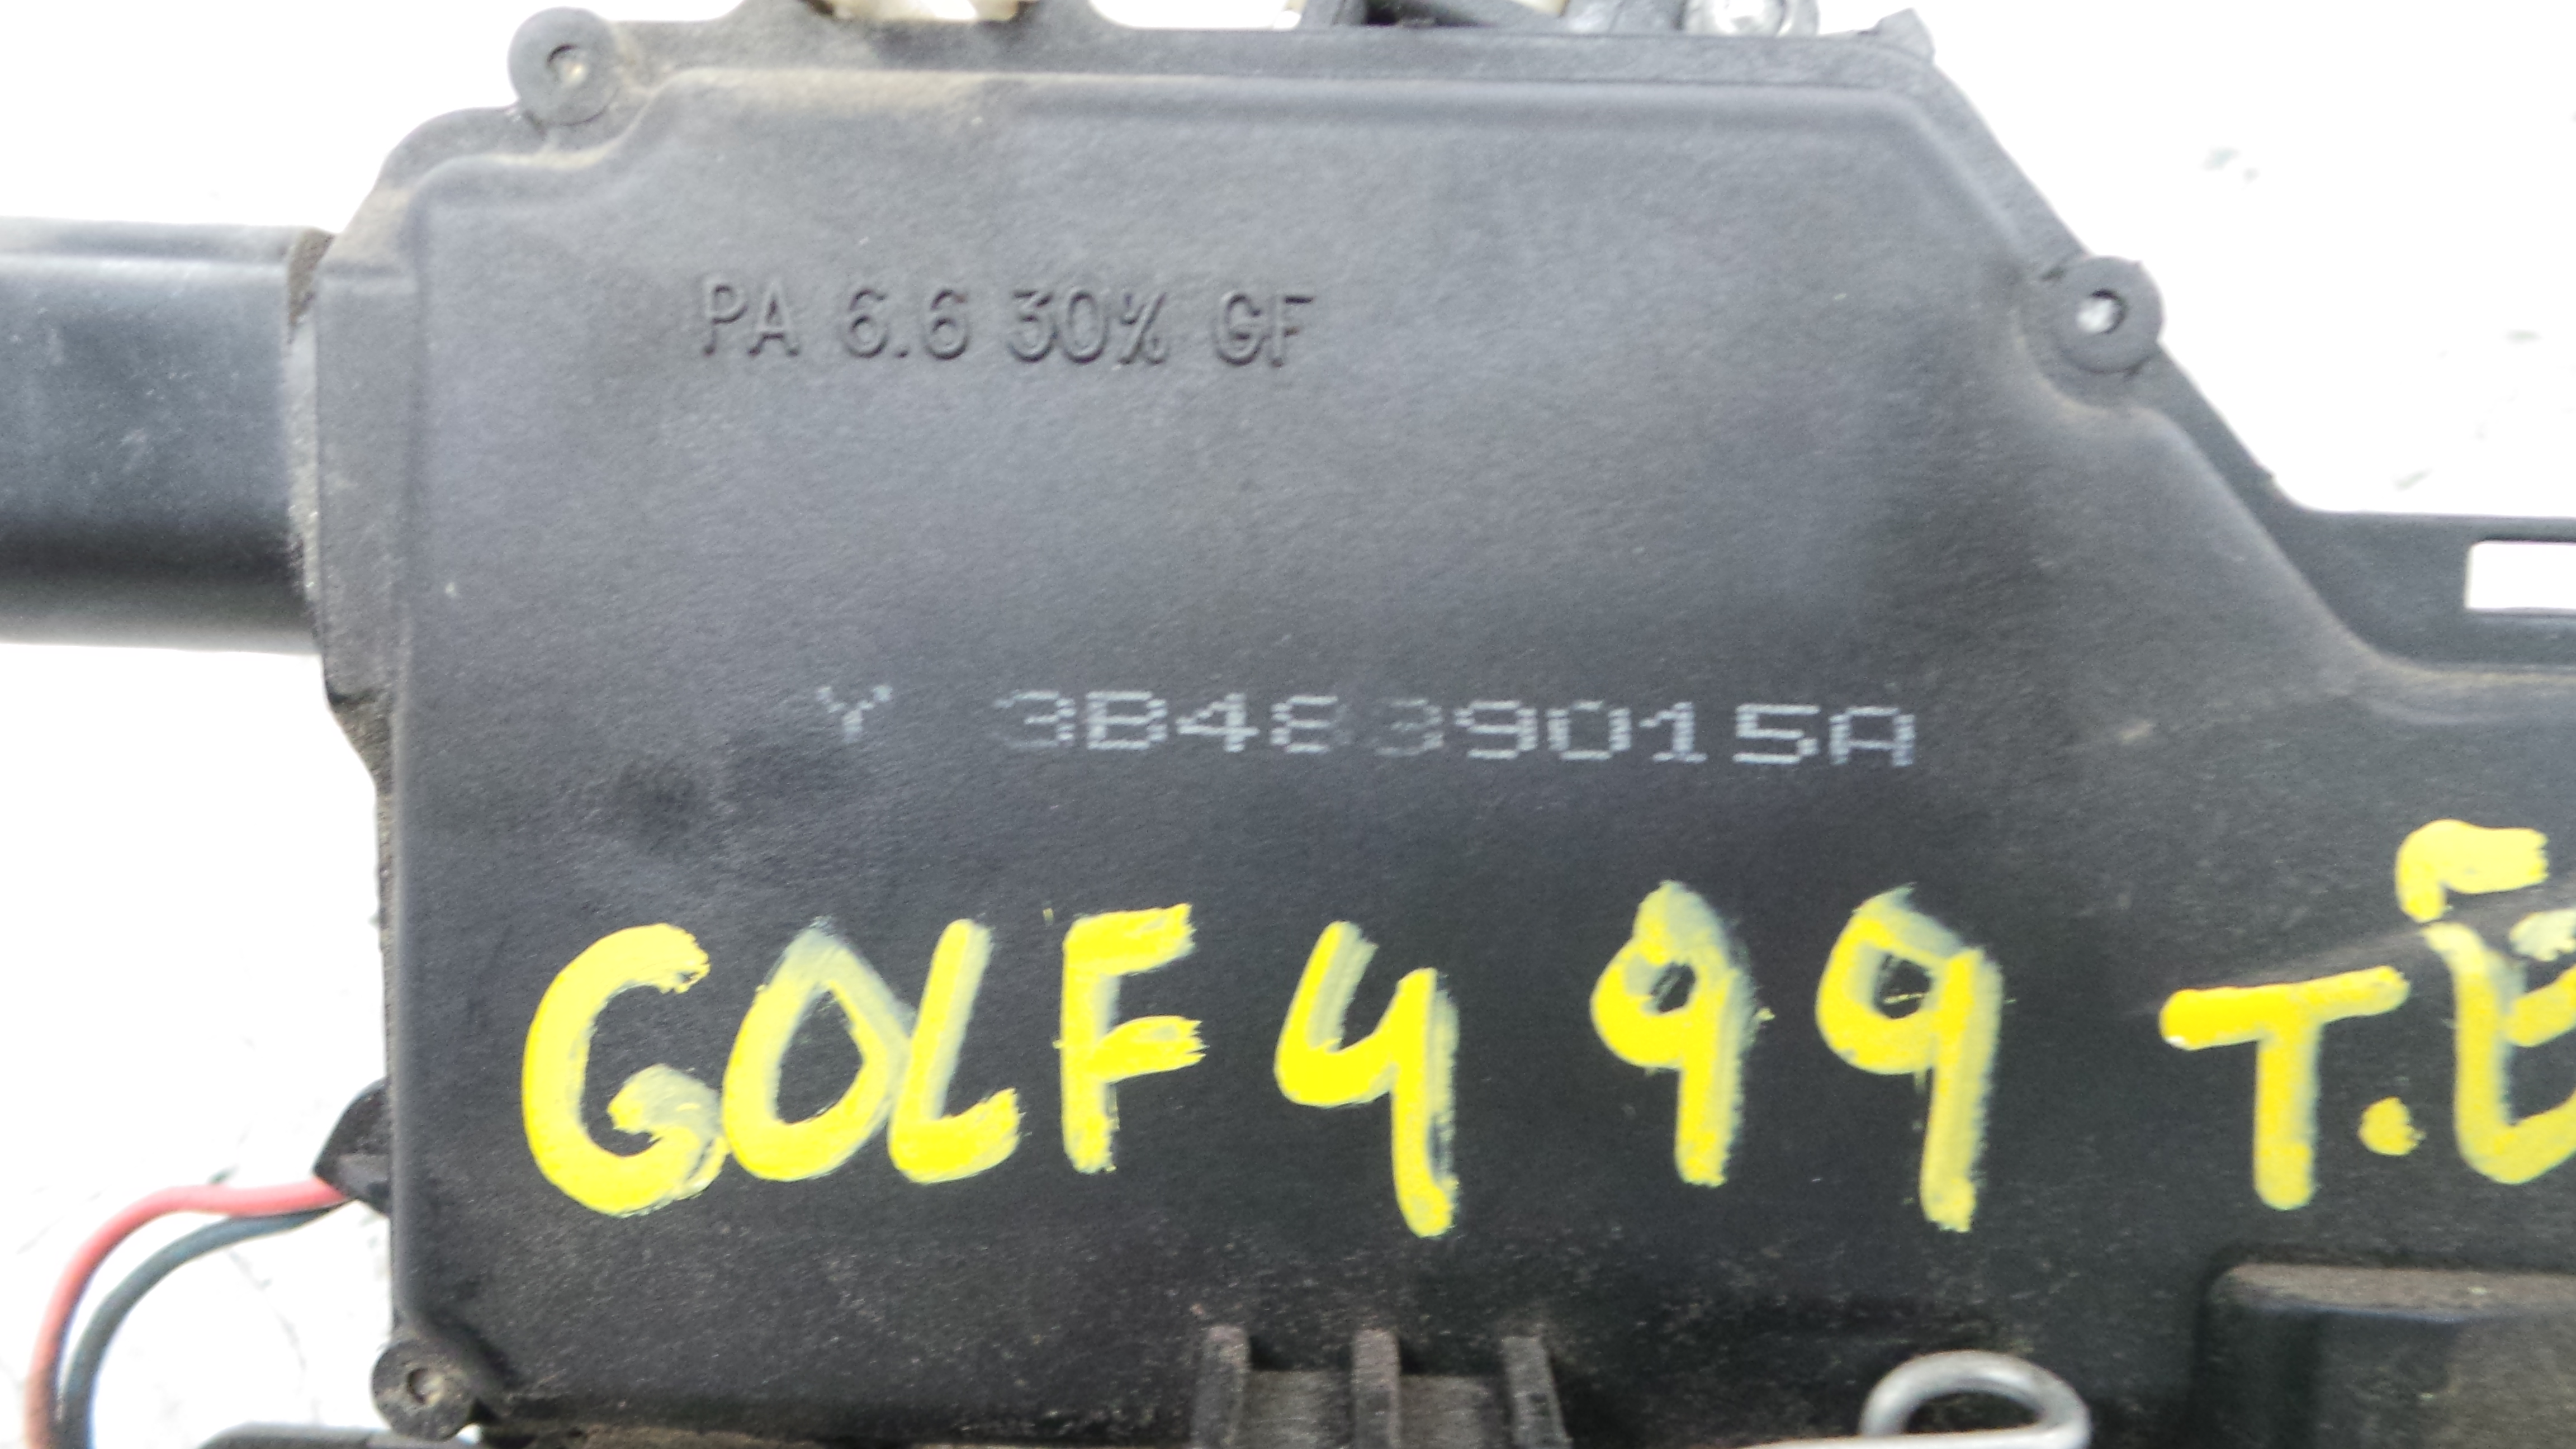 PA 6.6 30% GF
Y 3B4839015A
GOLF 4 99 T.